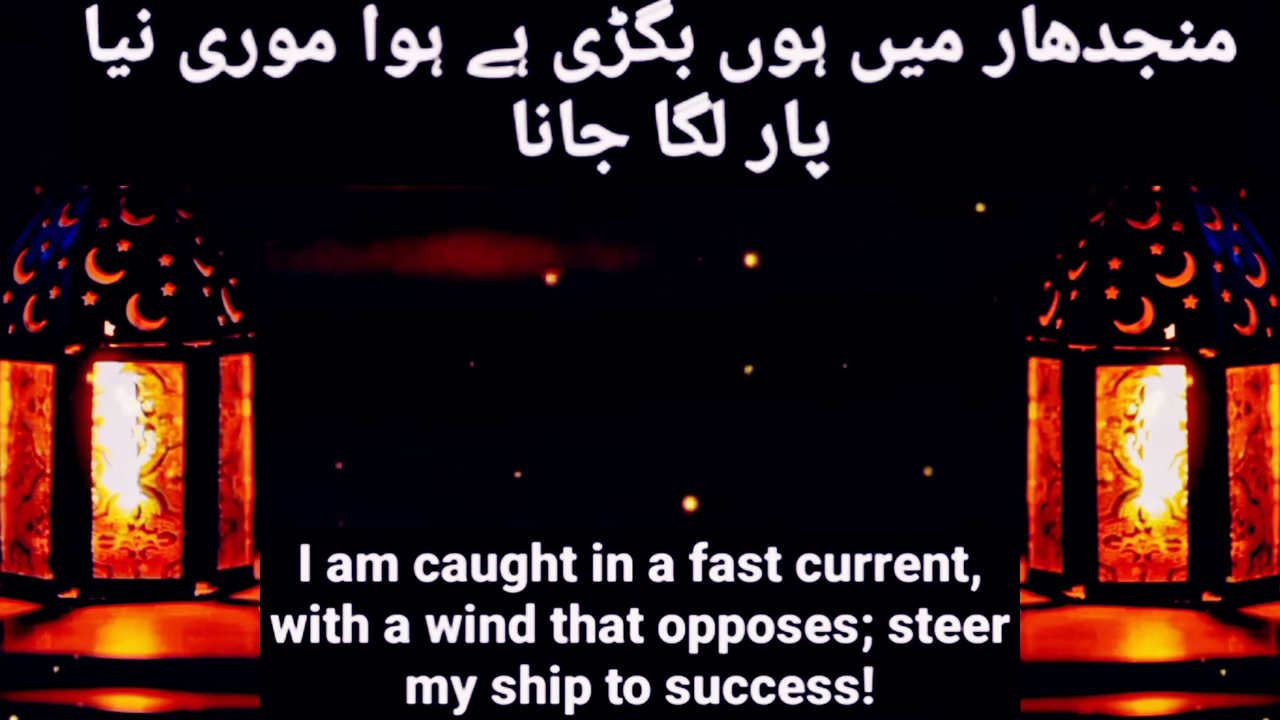 منجدھار میں ہوں بگڑی ہے ہوا موری نیا
پار لگا جانا
I am caught in a fast current,
with a wind that opposes; steer
my ship to success!